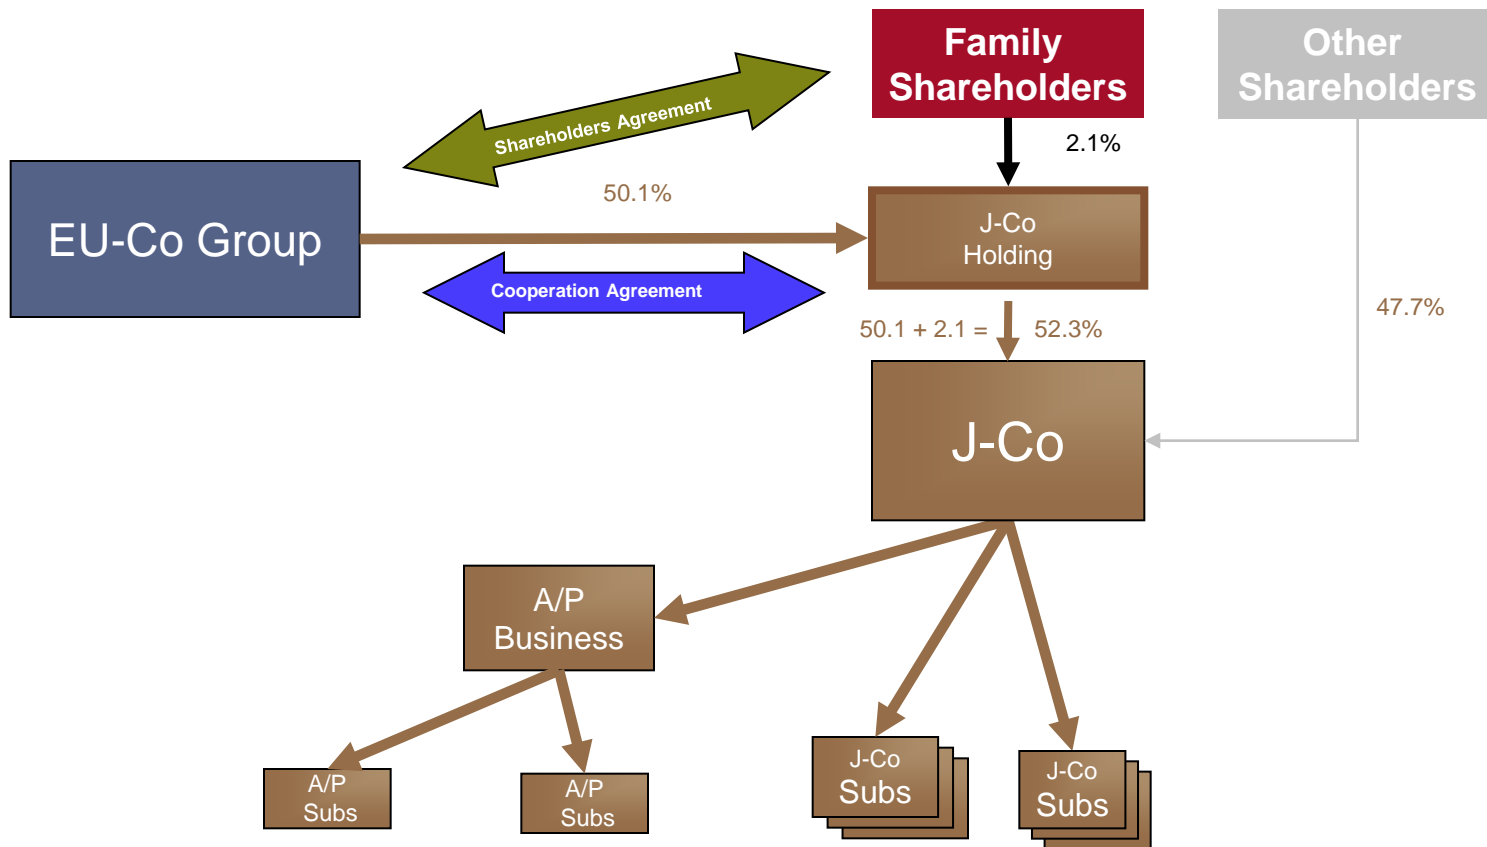 Family
Shareholders
Other
Shareholders
Shareholders Agreement
2.1%
50.1%
EU-Co Group
J-Co
Holding
Cooperation Agreement
50.1 + 2.1 = 52.3%
47.7%
J-Co
A/P
Business
A/P
Subs
A/P
Subs
J-Co
Subs
J-Co
Subs